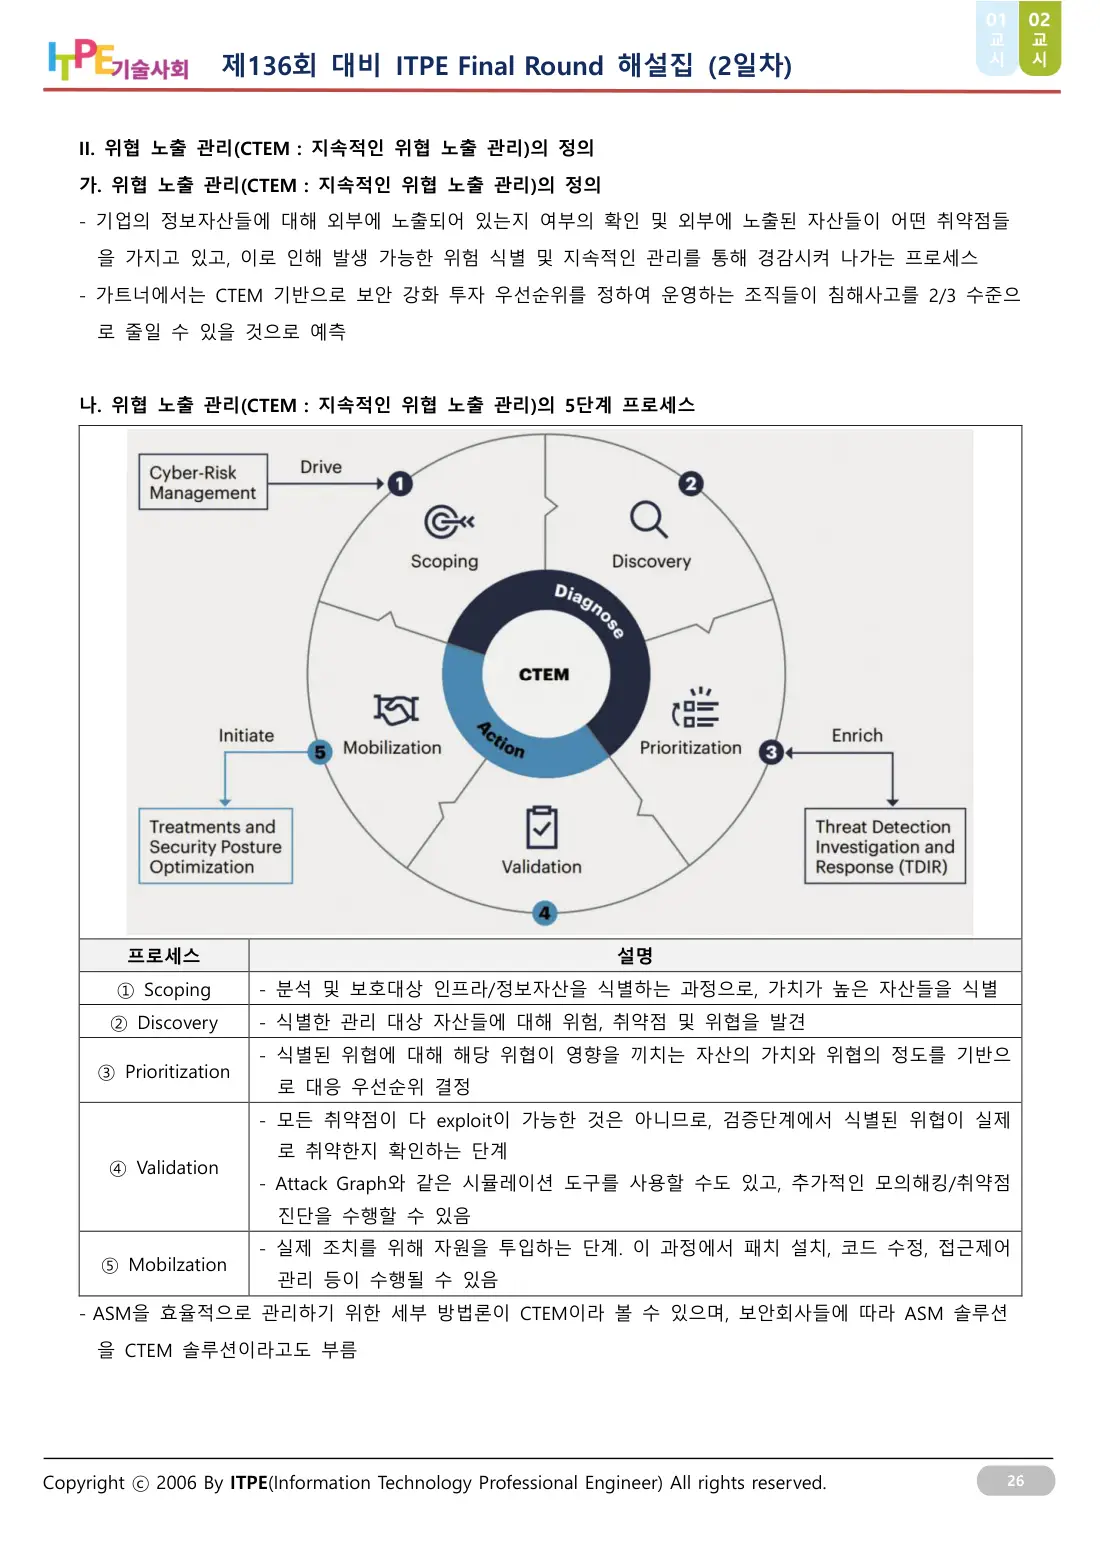 01
교
시
02
교
시
ITPE기술사회
제136회 대비 ITPE Final Round 해설집 (2일차)
II. 위협 노출 관리(CTEM : 지속적인 위협 노출 관리)의 정의
가. 위협 노출 관리(CTEM : 지속적인 위협 노출 관리)의 정의
- 기업의 정보자산들에 대해 외부에 노출되어 있는지 여부의 확인 및 외부에 노출된 자산들이 어떤 취약점들
을 가지고 있고, 이로 인해 발생 가능한 위험 식별 및 지속적인 관리를 통해 경감시켜 나가는 프로세스
- 가트너에서는 CTEM 기반으로 보안 강화 투자 우선순위를 정하여 운영하는 조직들이 침해사고를 2/3 수준으
로 줄일 수 있을 것으로 예측
나. 위협 노출 관리(CTEM : 지속적인 위협 노출 관리)의 5단계 프로세스
Cyber-Risk
Management
Drive
1
2
Scoping
Discovery
Diagnose
CTEM
Action
Mobilization
Prioritization
Initiate
5
3
Enrich
Treatments and
Security Posture
Optimization
Validation
4
Threat Detection
Investigation and
Response (TDIR)
프로세스
설명
① Scoping
- 분석 및 보호대상 인프라/정보자산을 식별하는 과정으로, 가치가 높은 자산들을 식별
② Discovery
- 식별한 관리 대상 자산들에 대해 위험, 취약점 및 위협을 발견
③ Prioritization
- 식별된 위협에 대해 해당 위협이 영향을 끼치는 자산의 가치와 위협의 정도를 기반으
로 대응 우선순위 결정
④ Validation
- 모든 취약점이 다 exploit이 가능한 것은 아니므로, 검증단계에서 식별된 위협이 실제
로 취약한지 확인하는 단계
- Attack Graph와 같은 시뮬레이션 도구를 사용할 수도 있고, 추가적인 모의해킹/취약점
진단을 수행할 수 있음
⑤ Mobilzation
- 실제 조치를 위해 자원을 투입하는 단계. 이 과정에서 패치 설치, 코드 수정, 접근제어
관리 등이 수행될 수 있음
- ASM을 효율적으로 관리하기 위한 세부 방법론이 CTEM이라 볼 수 있으며, 보안회사들에 따라 ASM 솔루션
을 CTEM 솔루션이라고도 부름
Copyright ⓒ 2006 By ITPE(Information Technology Professional Engineer) All rights reserved.
26